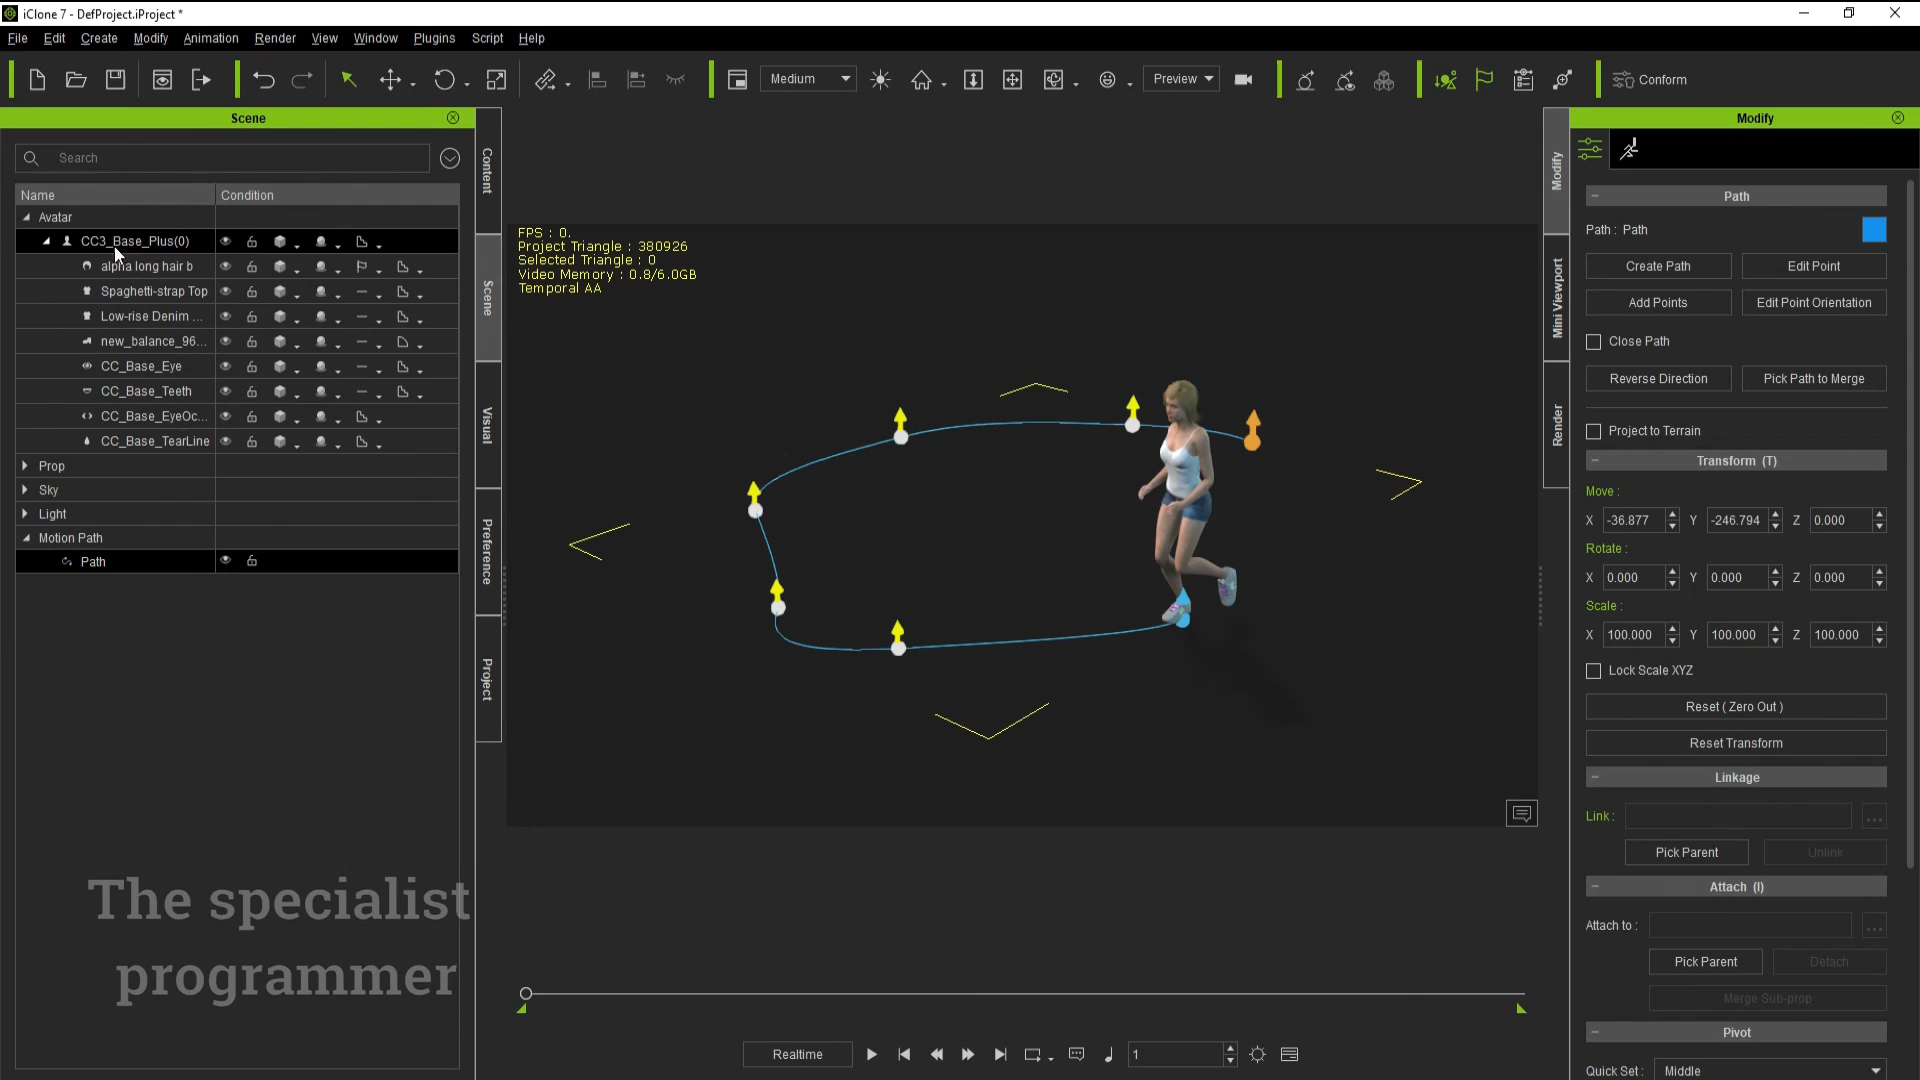 iClone 7 - DefProject.iProject *
File Edit Create Modify Animation Render View Window Plugins Script Help
Medium Preview Conform
Scene
Search
Name Condition
Avatar
CC3_Base_Plus(0)
alpha long hair b
Spaghetti-strap Top
Low-rise Denim ...
new_balance_96...
CC_Base_Eye
CC_Base_Teeth
CC_Base_EyeOc...
CC_Base_TearLine
Prop
Sky
Light
Motion Path
Path
The specialist
programmer
Content
Scene
Visual
Preference
Project
FPS : 0.
Project Triangle : 380926
Selected Triangle : 0
Video Memory : 0.8/6.0GB
Temporal AA
Realtime 1
Modify
Mini Viewport
Render
Modify
Path
Path : Path
Create Path Edit Point
Add Points Edit Point Orientation
Close Path
Reverse Direction Pick Path to Merge
Project to Terrain
Transform (T)
Move :
X -36.877 Y -246.794 Z 0.000
Rotate :
X 0.000 Y 0.000 Z 0.000
Scale :
X 100.000 Y 100.000 Z 100.000
Lock Scale XYZ
Reset ( Zero Out )
Reset Transform
Linkage
Link : ...
Pick Parent Unlink
Attach (I)
Attach to : ...
Pick Parent Detach
Merge Sub-prop
Pivot
Quick Set : Middle